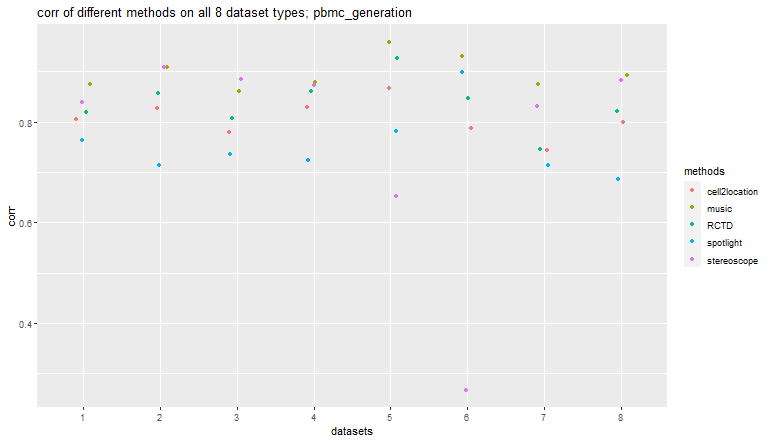 corr of different methods on all 8 dataset types; pbmc_generation
corr
0.8
0.6
0.4
1 2 3 4 5 6 7 8
datasets
methods
cell2location
music
RCTD
spotlight
stereoscope